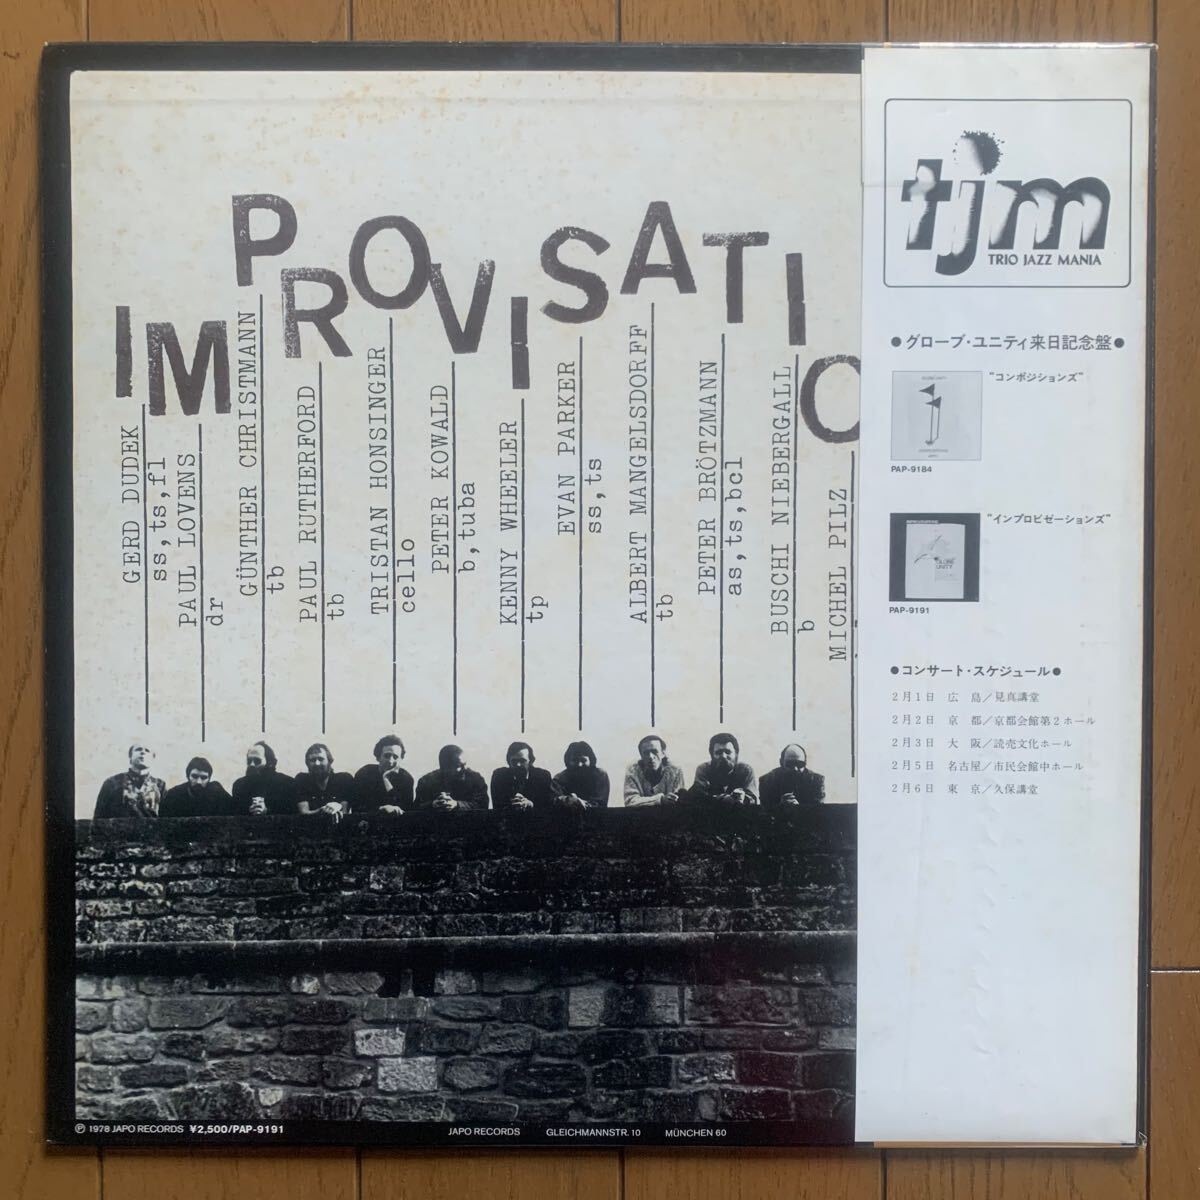 IMPROVISATIO
GERD DUDEK
ss,ts,fl
PAUL LOVENS
dr
GÜNTHER CHRISTMANN
tb
PAUL RUTHERFORD
tb
TRISTAN HONSINGER
cello
PETER KOWALD
b,tuba
KENNY WHEELER
tp
EVAN PARKER
ss,ts
ALBERT MANGELSDORFF
tb
PETER BRÖTZMANN
as,ts,bcl
BUSCHI NIEBERGALL
b
MICHEL PILZ
℗ 1978 JAPO RECORDS ¥2,500/PAP-9191
JAPO RECORDS GLEICHMANNSTR. 10 MÜNCHEN 60
tjm
TRIO JAZZ MANIA
●グローブ・ユニティ来日記念盤●
"コンポジションズ"
PAP-9184
"インプロビゼーションズ"
GLOBE
UNITY
PAP-9191
●コンサート・スケジュール●
2月1日 広 島/見真講堂
2月2日 京 都/京都会館第2ホール
2月3日 大 阪/読売文化ホール
2月5日 名古屋/市民会館中ホール
2月6日 東 京/久保講堂